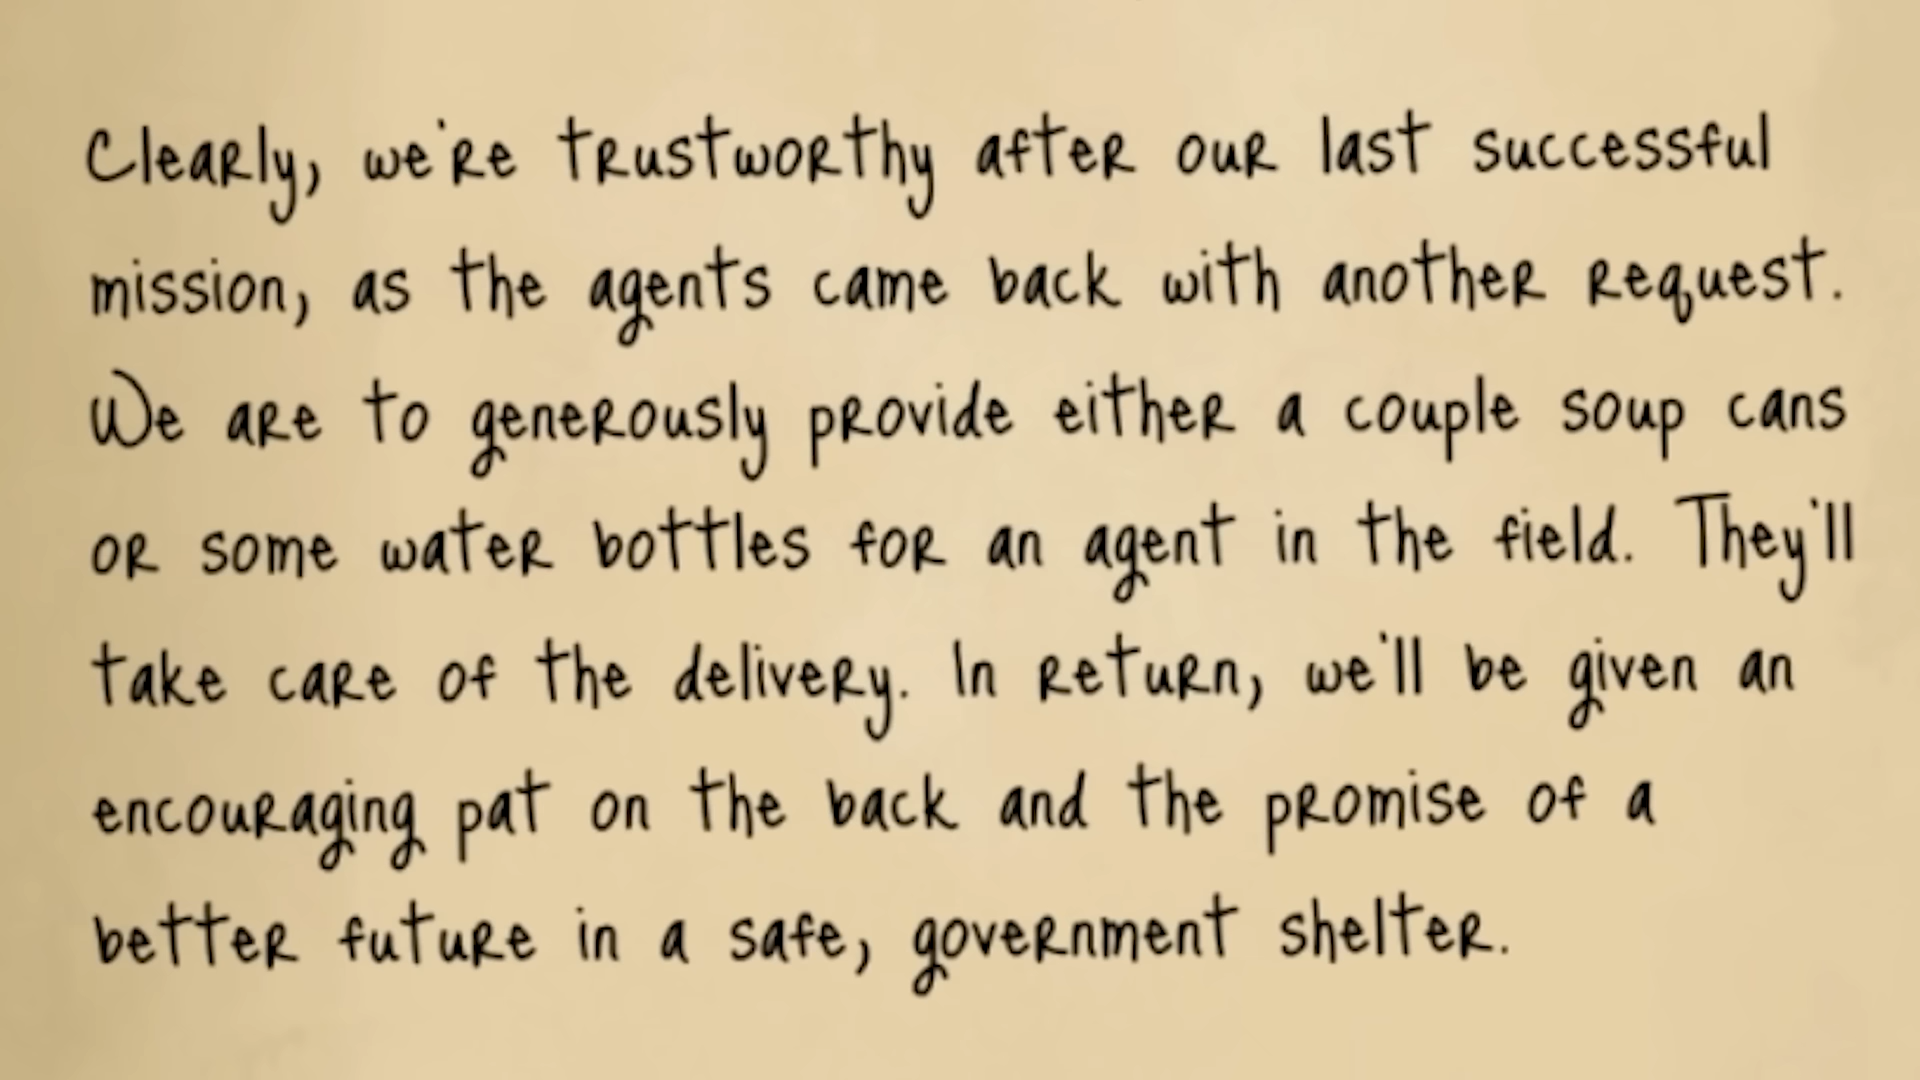 Clearly, we're trustworthy after our last successful
mission, as the agents came back with another request.
We are to generously provide either a couple soup cans
or some water bottles for an agent in the field. They'll
take care of the delivery. In return, we'll be given an
encouraging pat on the back and the promise of a
better future in a safe, government shelter.